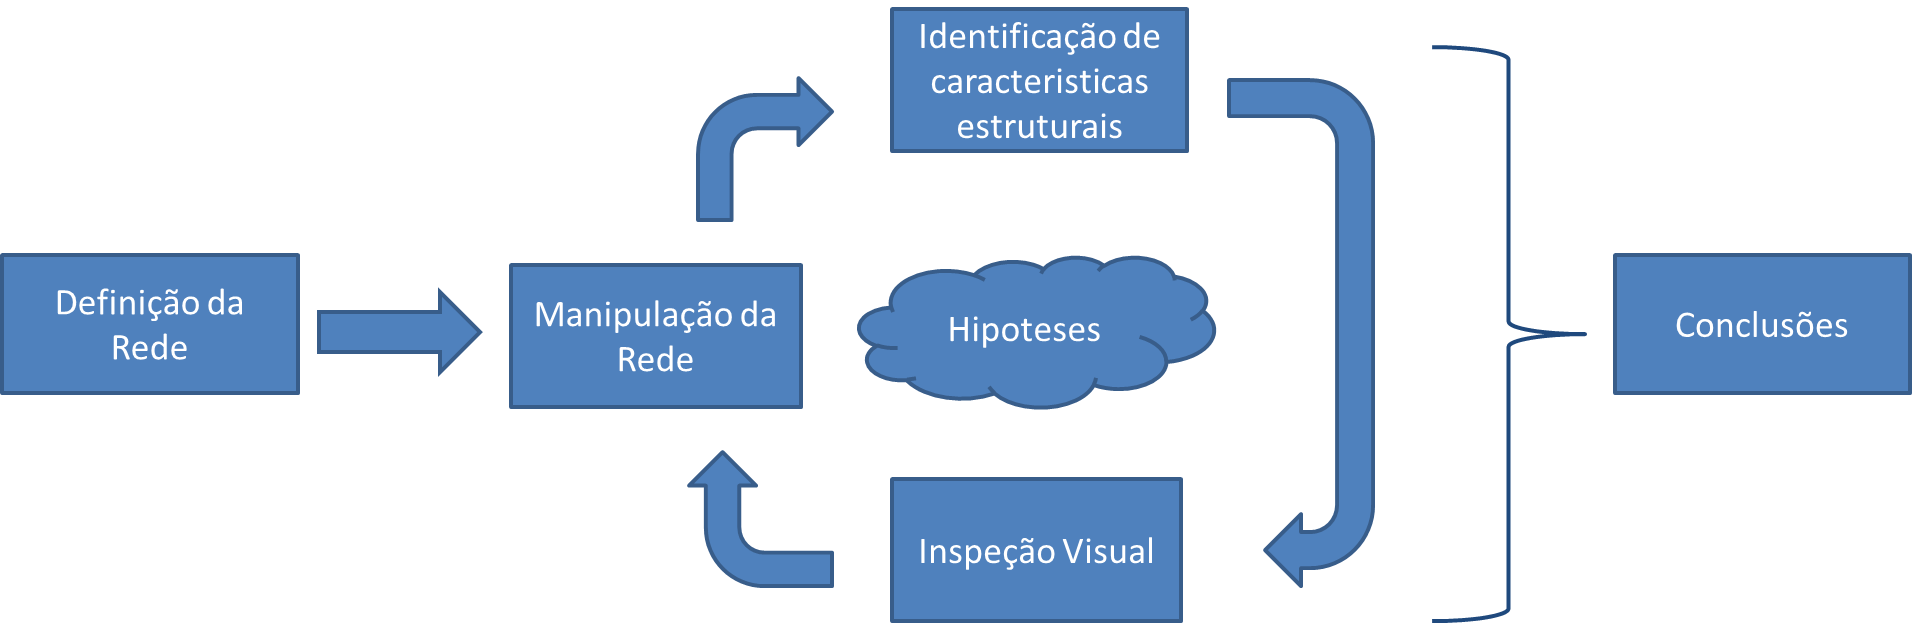 Definição da
Rede
Manipulação da
Rede
Identificação de
caracteristicas
estruturais
Hipoteses
Inspeção Visual
Conclusões